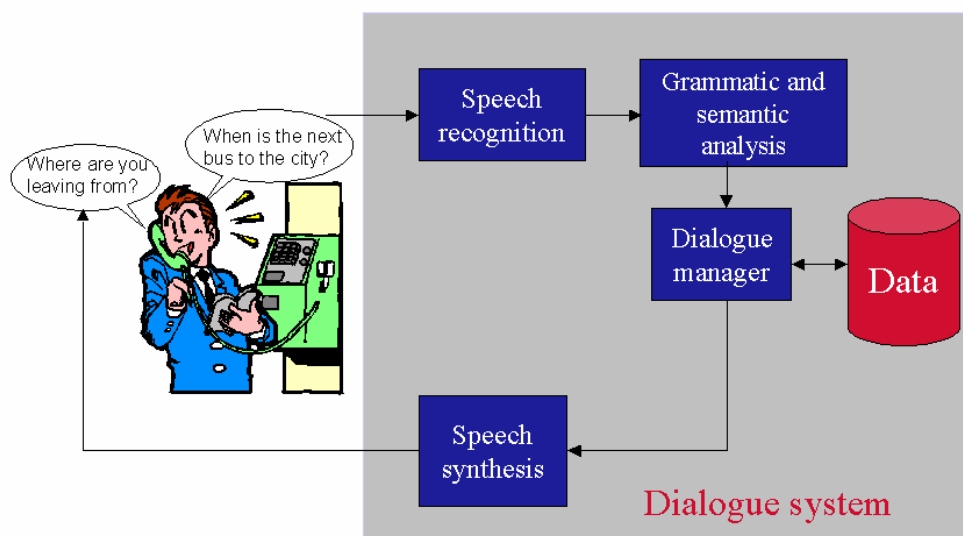 When is the next
bus to the city?
Where are you
leaving from?
Speech
recognition
Grammatic and
semantic
analysis
Dialogue
manager
Data
Speech
synthesis
Dialogue system